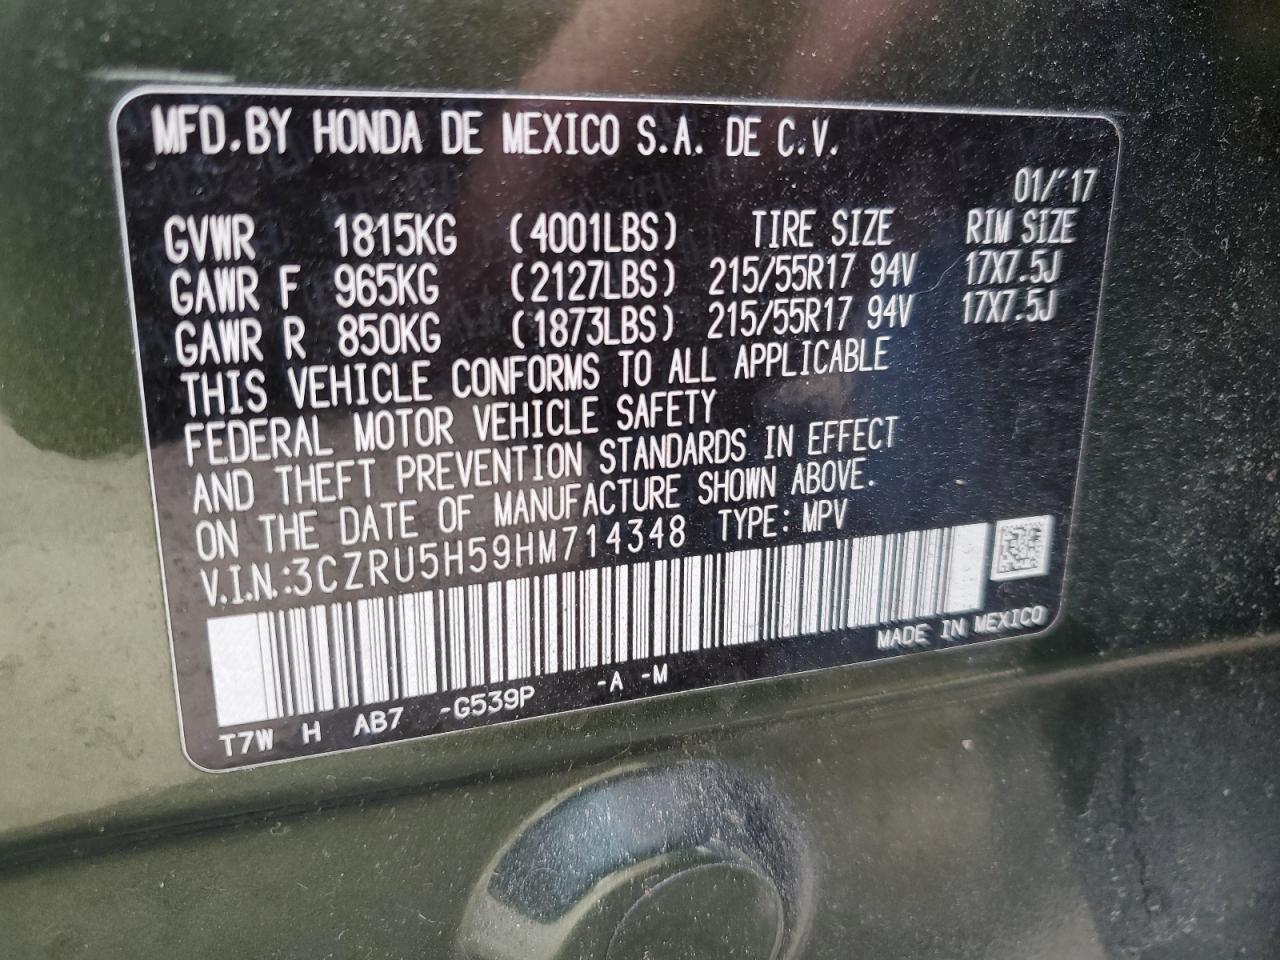 MFD.BY HONDA DE MEXICO S.A. DE C.V.
01/'17
GVWR 1815KG (4001LBS) TIRE SIZE RIM SIZE
GAWR F 965KG (2127LBS) 215/55R17 94V 17X7.5J
GAWR R 850KG (1873LBS) 215/55R17 94V 17X7.5J
THIS VEHICLE CONFORMS TO ALL APPLICABLE
FEDERAL MOTOR VEHICLE SAFETY
AND THEFT PREVENTION STANDARDS IN EFFECT
ON THE DATE OF MANUFACTURE SHOWN ABOVE.
V.I.N.:3CZRU5H59HM714348 TYPE: MPV
MADE IN MEXICO
T7W H AB7 -G539P -A -M